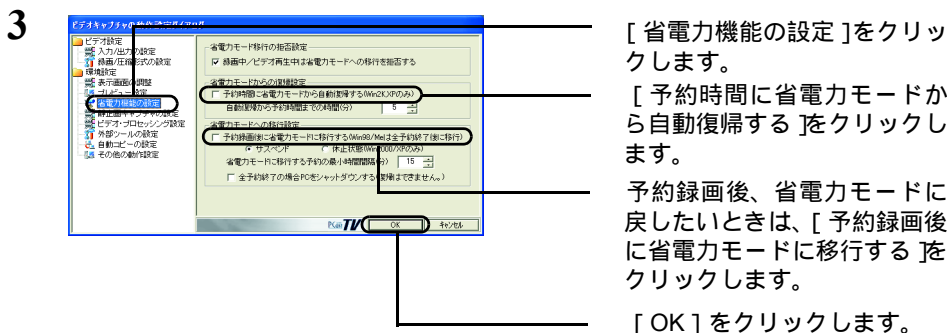 3
ビデオキャプチャの動作設定ダイアログ
ビデオ設定
入力/出力の設定
録画/圧縮形式の設定
環境設定
表示画面の調整
プレビュー設定
省電力機能の設定
静止画キャプチャの設定
ビデオ・プロセッシング設定
外部ツールの設定
自動コピーの設定
その他の動作設定
省電力モード移行の拒否設定
録画中/ビデオ再生中は省電力モードへの移行を拒否する
省電力モードからの復帰設定
予約時間に省電力モードから自動復帰する(Win2K,XPのみ)
自動復帰から予約時間までの時間(分) 5
省電力モードへの移行設定
予約録画後に省電力モードに移行する(Win98/Meは全予約終了後に移行)
サスペンド 休止状態(Win2000/XPのみ)
省電力モードに移行する予約の最小時間間隔(分) 15
全予約終了の場合PCをシャットダウンする(復帰はできません。)
TV OK キャンセル
[ 省電力機能の設定 ]をクリッ
クします。
[ 予約時間に省電力モードか
ら自動復帰する ]をクリックし
ます。
予約録画後、省電力モードに
戻したいときは、[ 予約録画後
に省電力モードに移行する ]を
クリックします。
[ OK ] をクリックします。